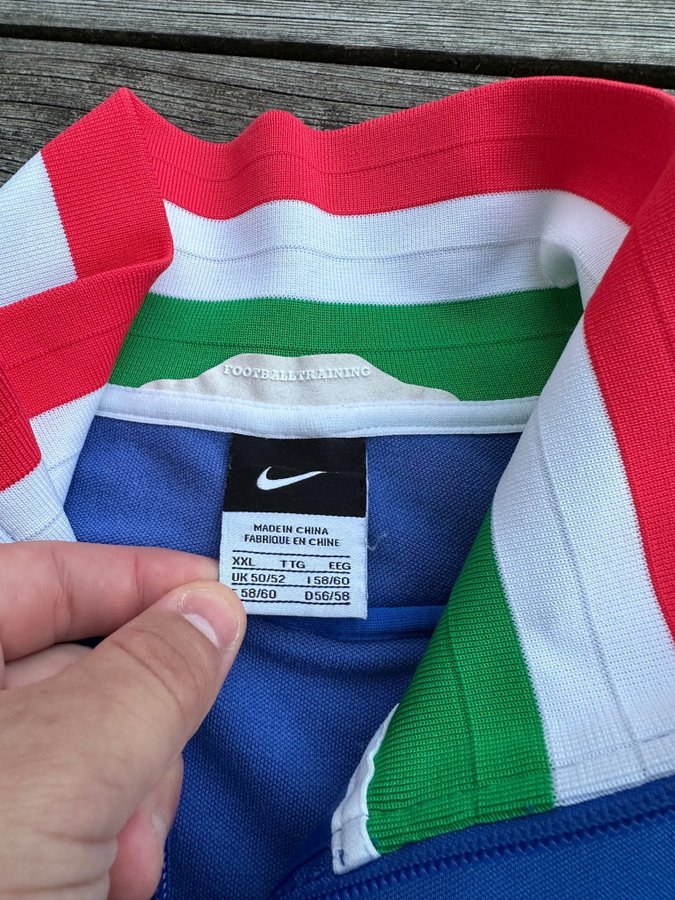 FOOTBALLTRAINING
MADE IN CHINA
FABRIQUE EN CHINE
XXL TTG EEG
UK 50/52 I 58/60
58/60 D56/58